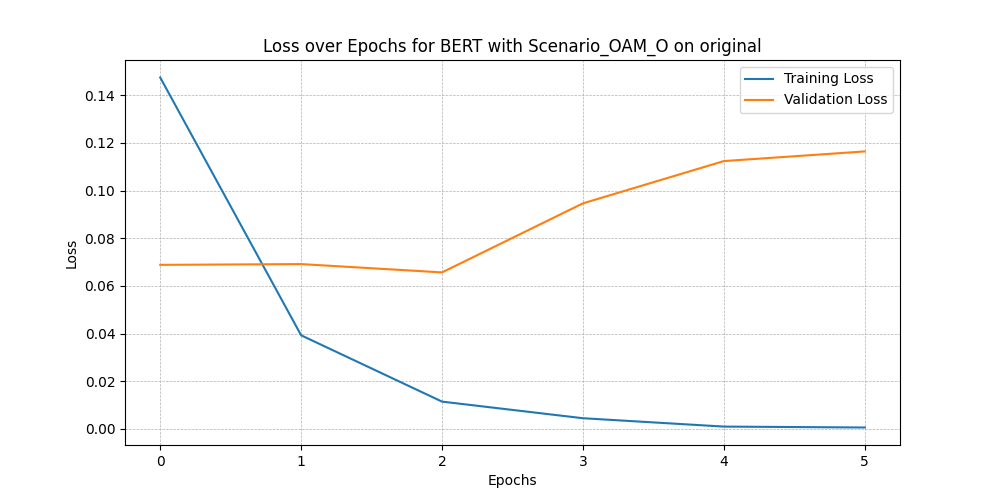 Loss over Epochs for BERT with Scenario_OAM_O on original
Training Loss
Validation Loss
0.14
0.12
0.10
0.08
0.06
0.04
0.02
0.00
Loss
0 1 2 3 4 5
Epochs